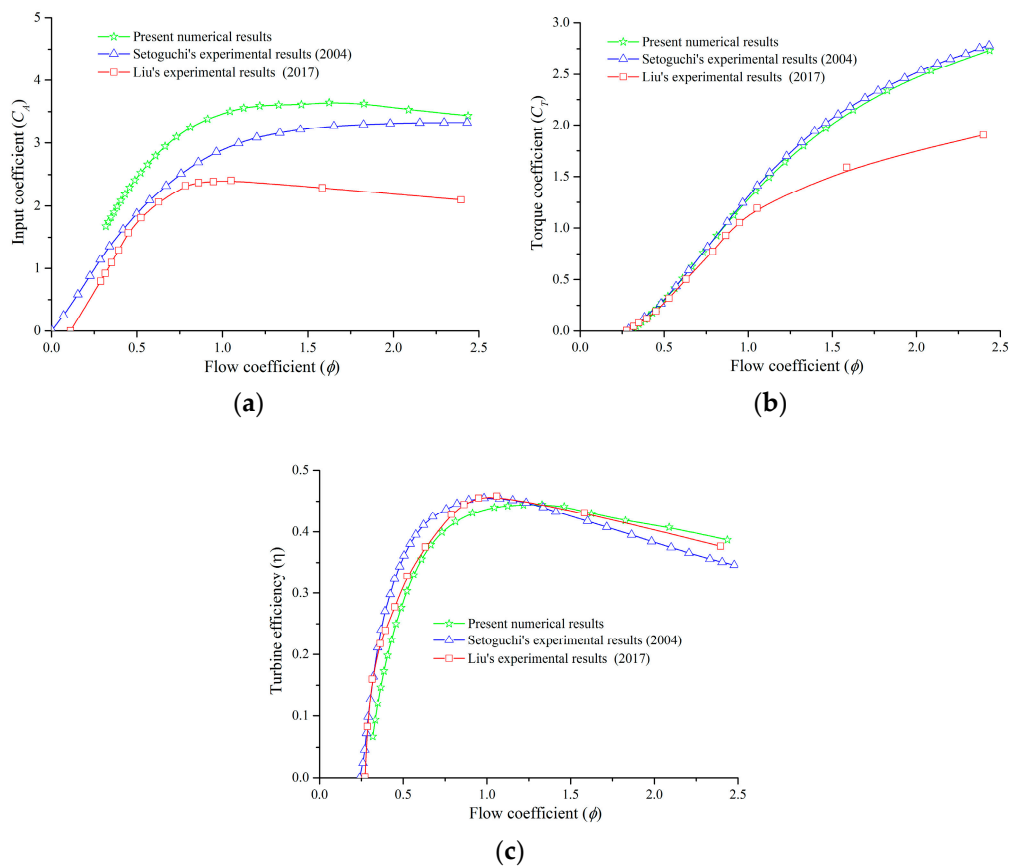 5
4
3
2
1
0
Input coefficient (C_A)
Present numerical results
Setoguchi's experimental results (2004)
Liu's experimental results (2017)
0.0 0.5 1.0 1.5 2.0 2.5
Flow coefficient (ϕ)
(a)
3.0
2.5
2.0
1.5
1.0
0.5
0.0
Torque coefficient (C_T)
Present numerical results
Setoguchi's experimental results (2004)
Liu's experimental results (2017)
0.0 0.5 1.0 1.5 2.0 2.5
Flow coefficient (ϕ)
(b)
0.5
0.4
0.3
0.2
0.1
0.0
Turbine efficiency (η)
Present numerical results
Setoguchi's experimental results (2004)
Liu's experimental results (2017)
0.0 0.5 1.0 1.5 2.0 2.5
Flow coefficient (ϕ)
(c)